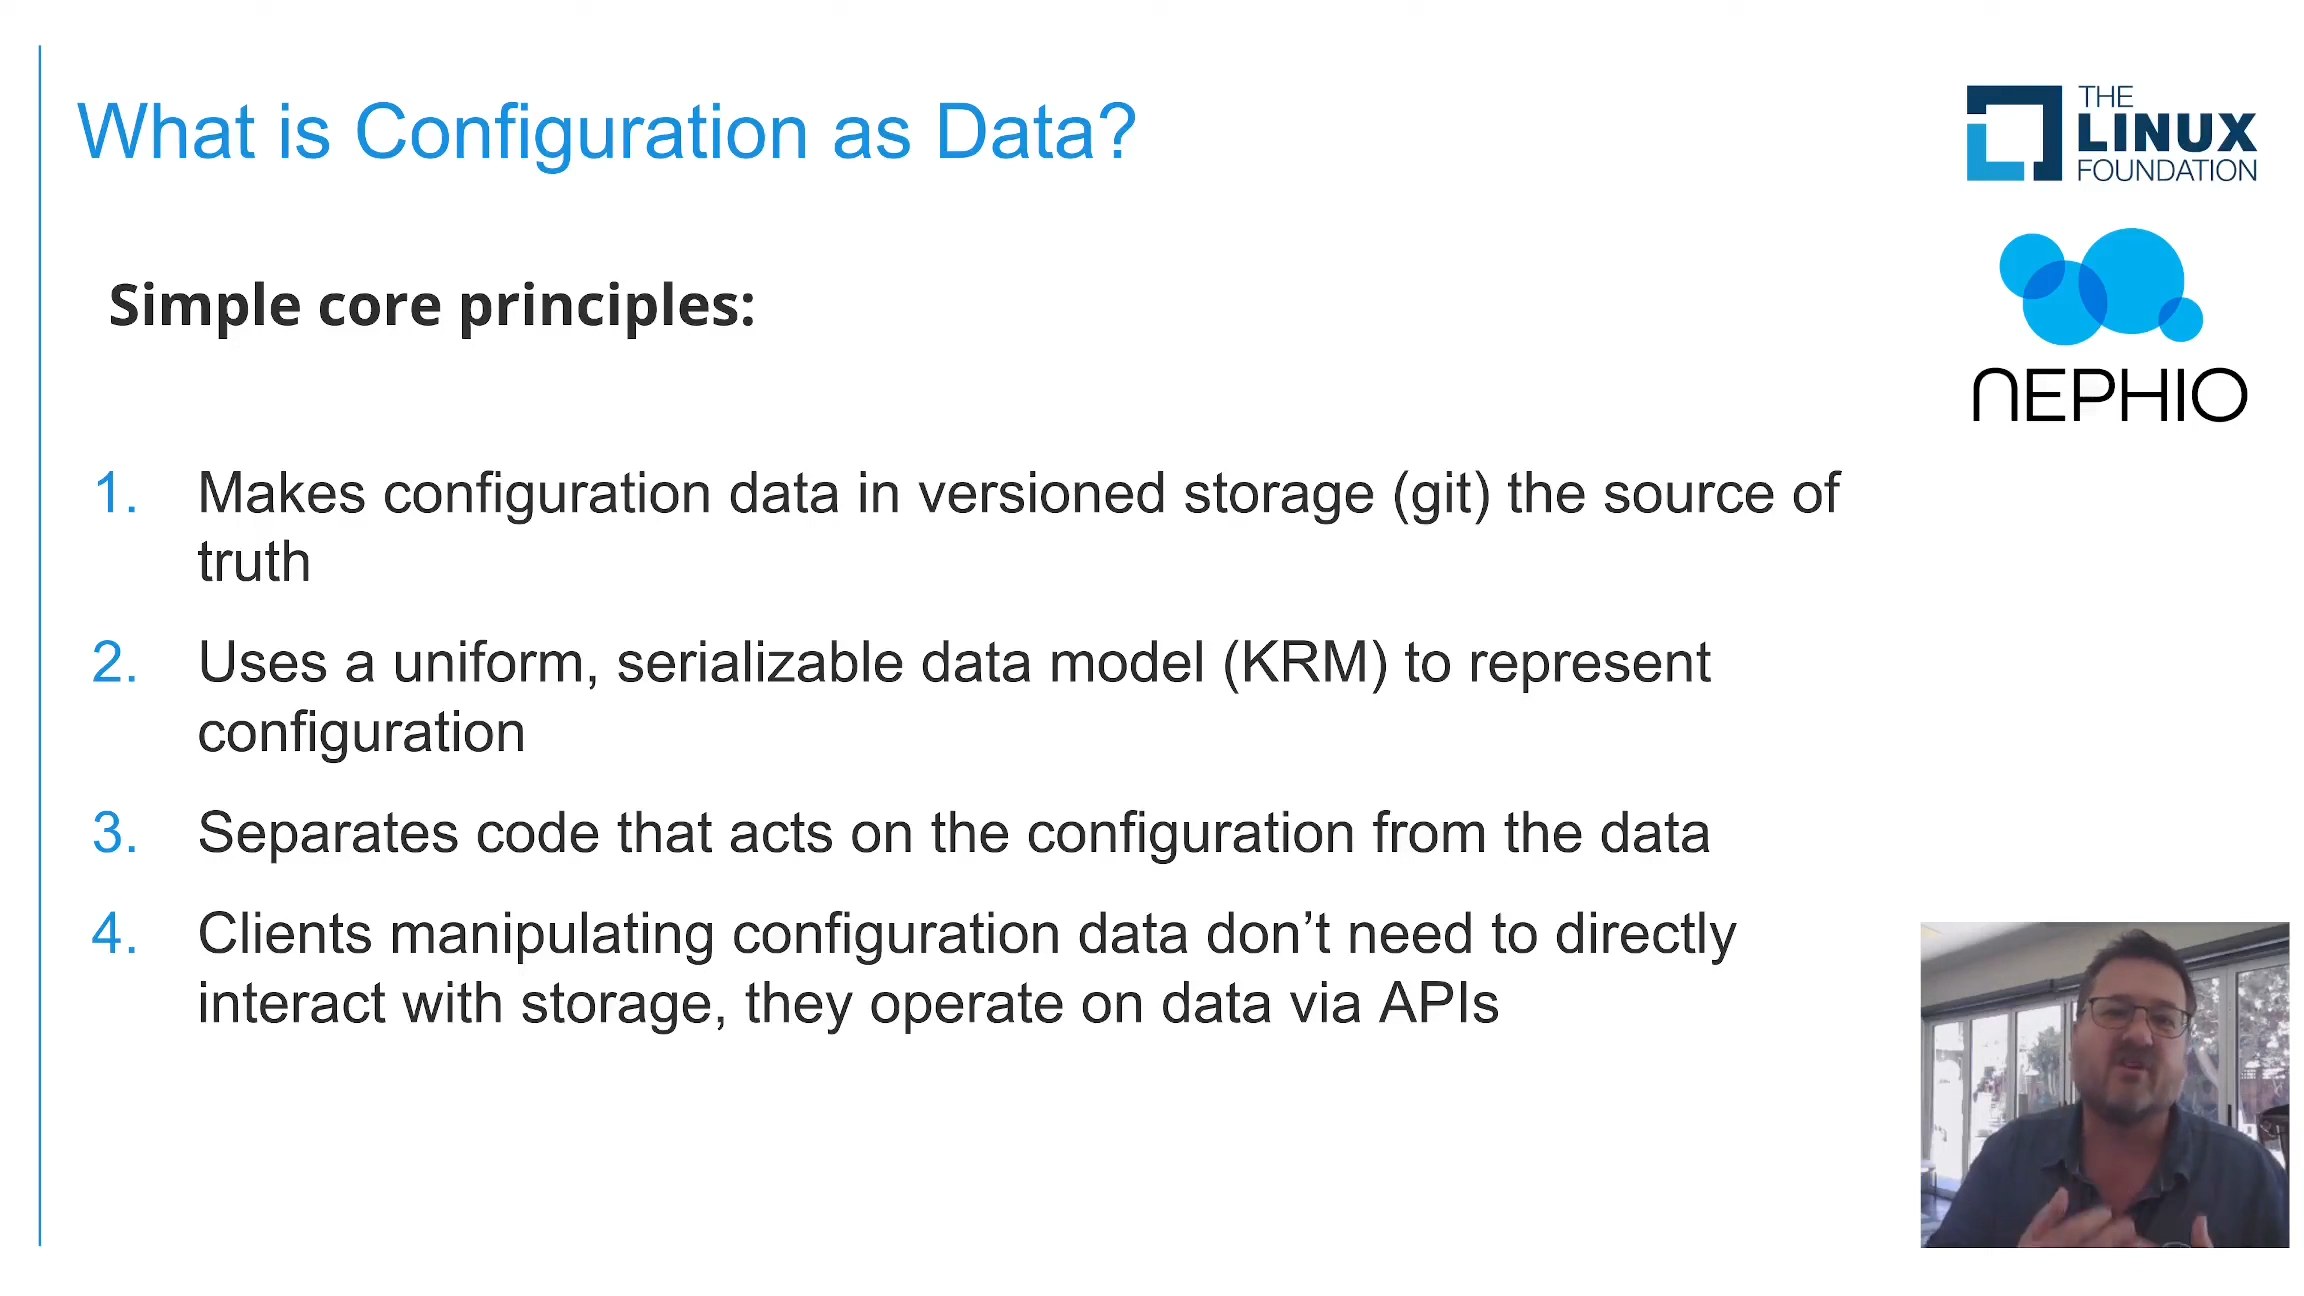 What is Configuration as Data?
THE
LINUX
FOUNDATION
NEPHIO
Simple core principles:
1. Makes configuration data in versioned storage (git) the source of
truth
2. Uses a uniform, serializable data model (KRM) to represent
configuration
3. Separates code that acts on the configuration from the data
4. Clients manipulating configuration data don’t need to directly
interact with storage, they operate on data via APIs